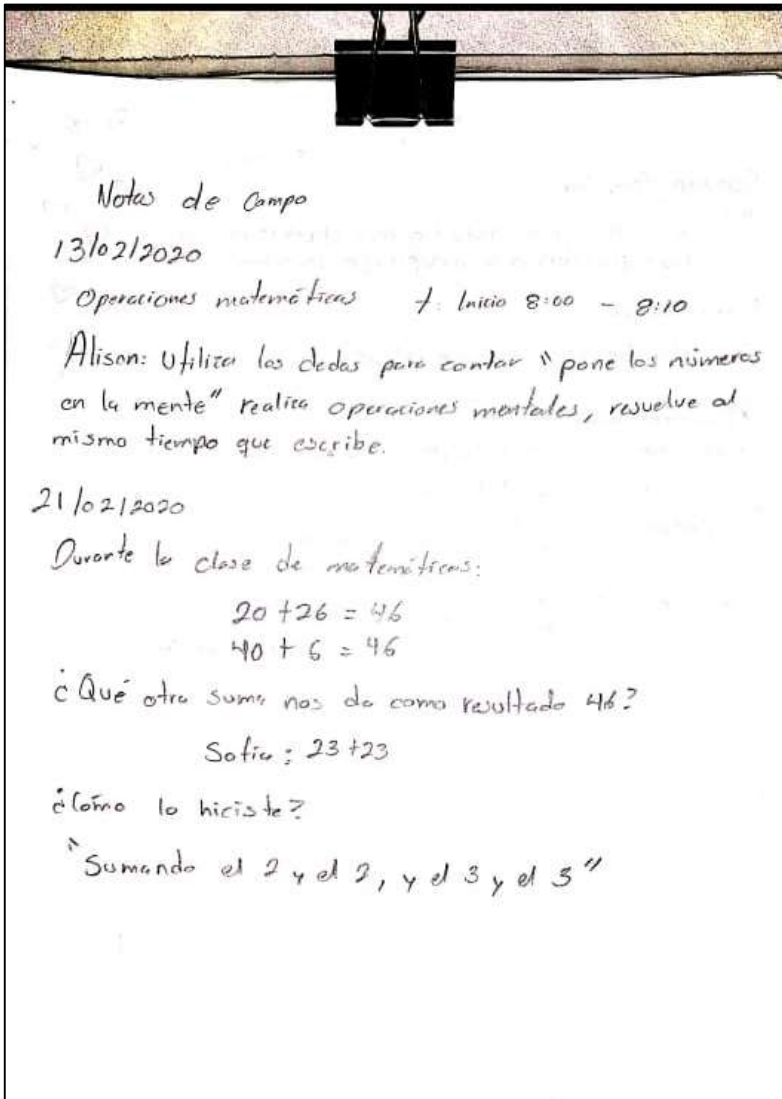 Notas de Campo
13/02/2020
Operaciones matemáticas t: Inicio 8:00 - 8:10
Alison: Utiliza los dedos para contar "pone los números
en la mente" realiza operaciones mentales, resuelve al
mismo tiempo que escribe.
21/02/2020
Durante la clase de matemáticas:
20 + 26 = 46
40 + 6 = 46
¿Qué otra suma nos da como resultado 46?
Sofia: 23 + 23
¿Cómo lo hiciste?
"Sumando el 2 y el 2, y el 3 y el 3"